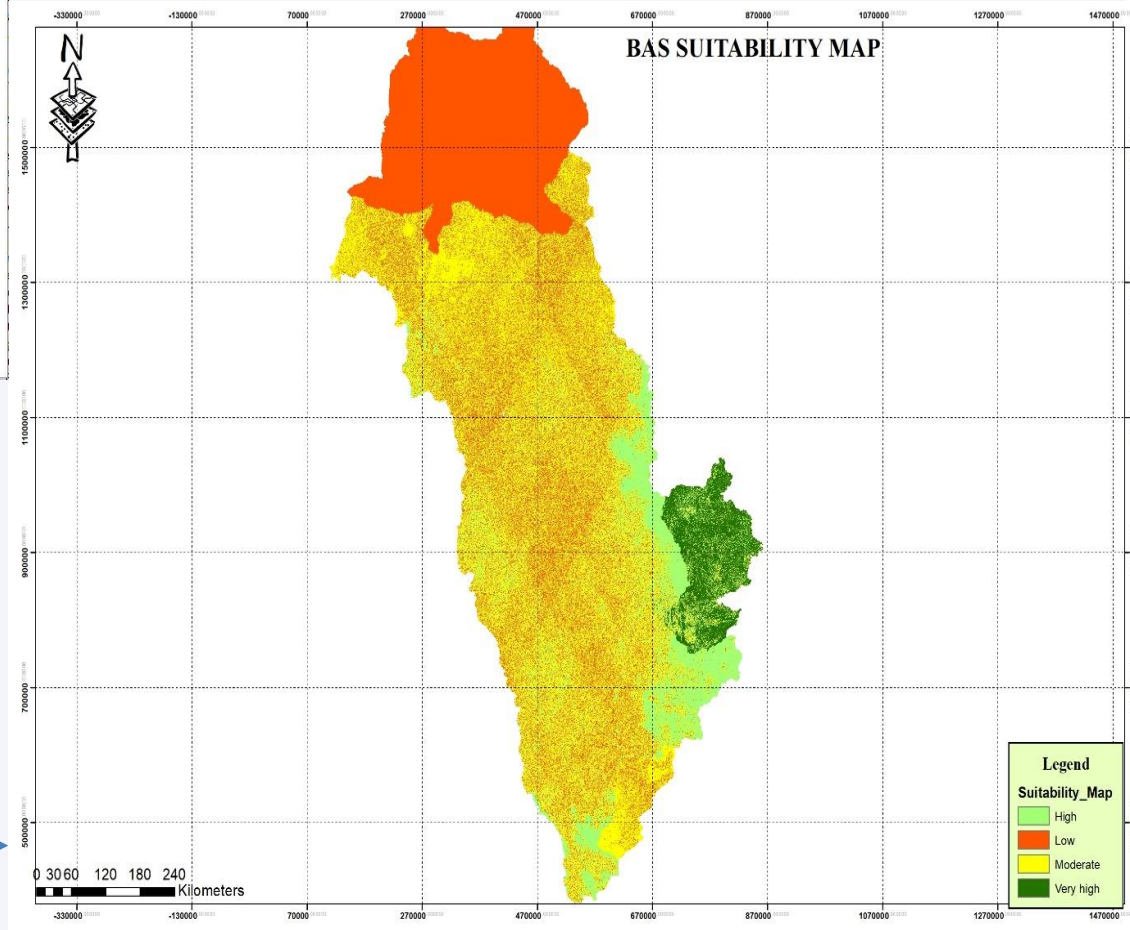 -330000 -130000 70000 270000 470000 670000 870000 1070000 1270000 1470000
N
BAS SUITABILITY MAP
1500000
1300000
1100000
900000
700000
500000
Legend
Suitability_Map
High
Low
Moderate
Very high
0 30 60 120 180 240
Kilometers
-330000 -130000 70000 270000 470000 670000 870000 1070000 1270000 1470000